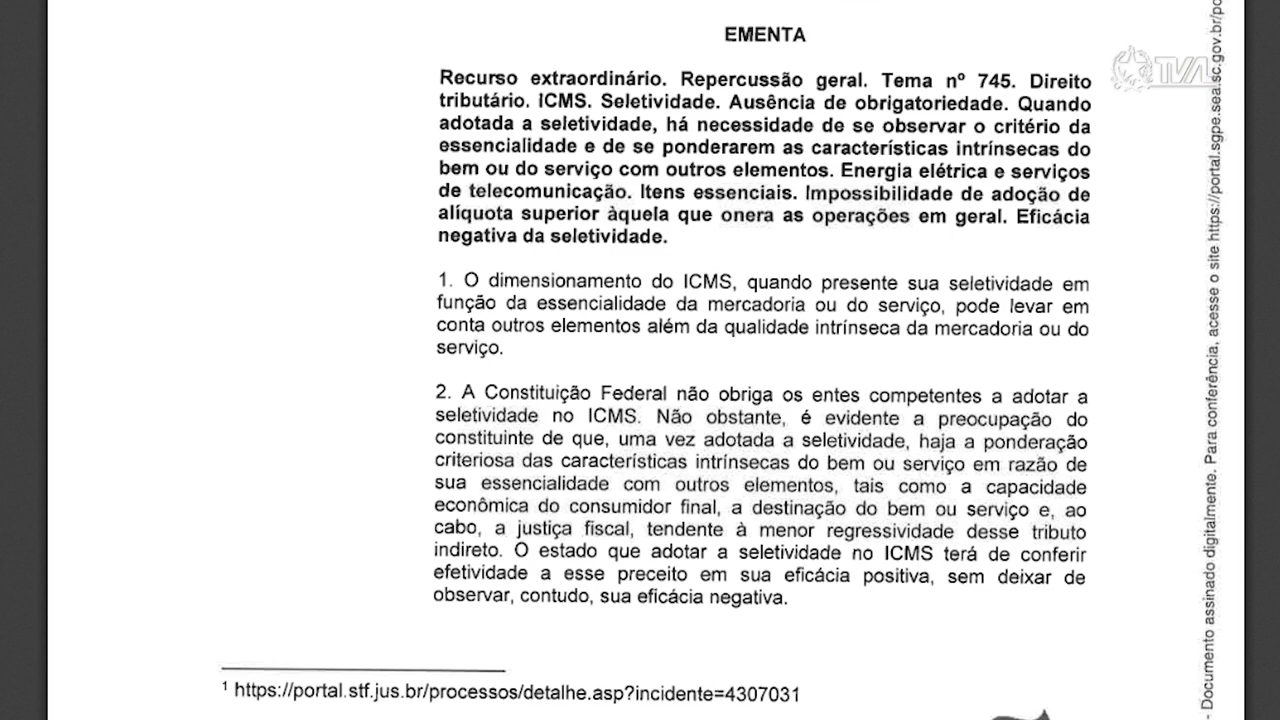 EMENTA
Recurso extraordinário. Repercussão geral. Tema nº 745. Direito
tributário. ICMS. Seletividade. Ausência de obrigatoriedade. Quando
adotada a seletividade, há necessidade de se observar o critério da
essencialidade e de se ponderarem as características intrínsecas do
bem ou do serviço com outros elementos. Energia elétrica e serviços
de telecomunicação. Itens essenciais. Impossibilidade de adoção de
alíquota superior àquela que onera as operações em geral. Eficácia
negativa da seletividade.
1. O dimensionamento do ICMS, quando presente sua seletividade em
função da essencialidade da mercadoria ou do serviço, pode levar em
conta outros elementos além da qualidade intrínseca da mercadoria ou do
serviço.
2. A Constituição Federal não obriga os entes competentes a adotar a
seletividade no ICMS. Não obstante, é evidente a preocupação do
constituinte de que, uma vez adotada a seletividade, haja a ponderação
criteriosa das características intrínsecas do bem ou serviço em razão de
sua essencialidade com outros elementos, tais como a capacidade
econômica do consumidor final, a destinação do bem ou serviço e, ao
cabo, a justiça fiscal, tendente à menor regressividade desse tributo
indireto. O estado que adotar a seletividade no ICMS terá de conferir
efetividade a esse preceito em sua eficácia positiva, sem deixar de
observar, contudo, sua eficácia negativa.
1 https://portal.stf.jus.br/processos/detalhe.asp?incidente=4307031
TVAL
- Documento assinado digitalmente. Para conferência, acesse o site https://portal.sgpe.sea.sc.gov.br/po